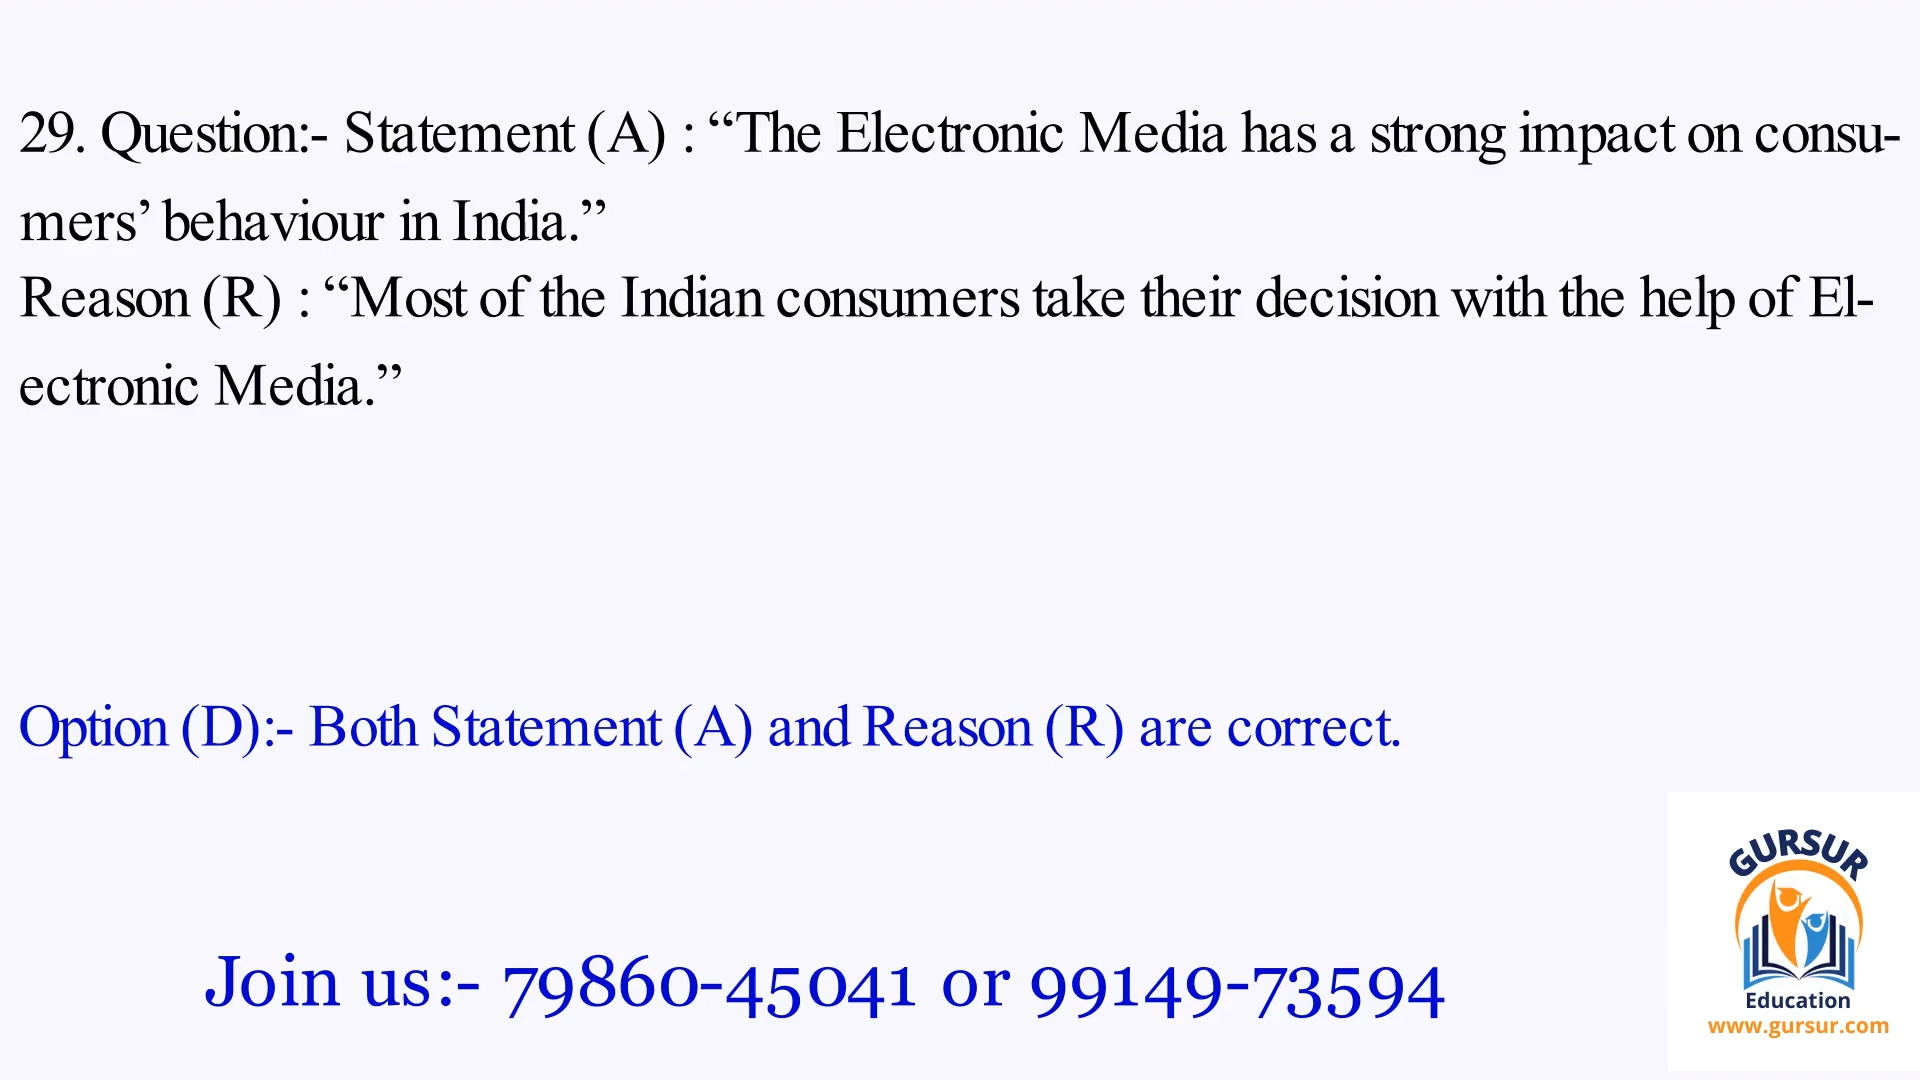 29. Question:- Statement (A) : “The Electronic Media has a strong impact on consu-
mers’ behaviour in India.”
Reason (R) : “Most of the Indian consumers take their decision with the help of El-
ectronic Media.”
Option (D):- Both Statement (A) and Reason (R) are correct.
Join us:- 79860-45041 or 99149-73594
GURSUR
Education
www.gursur.com